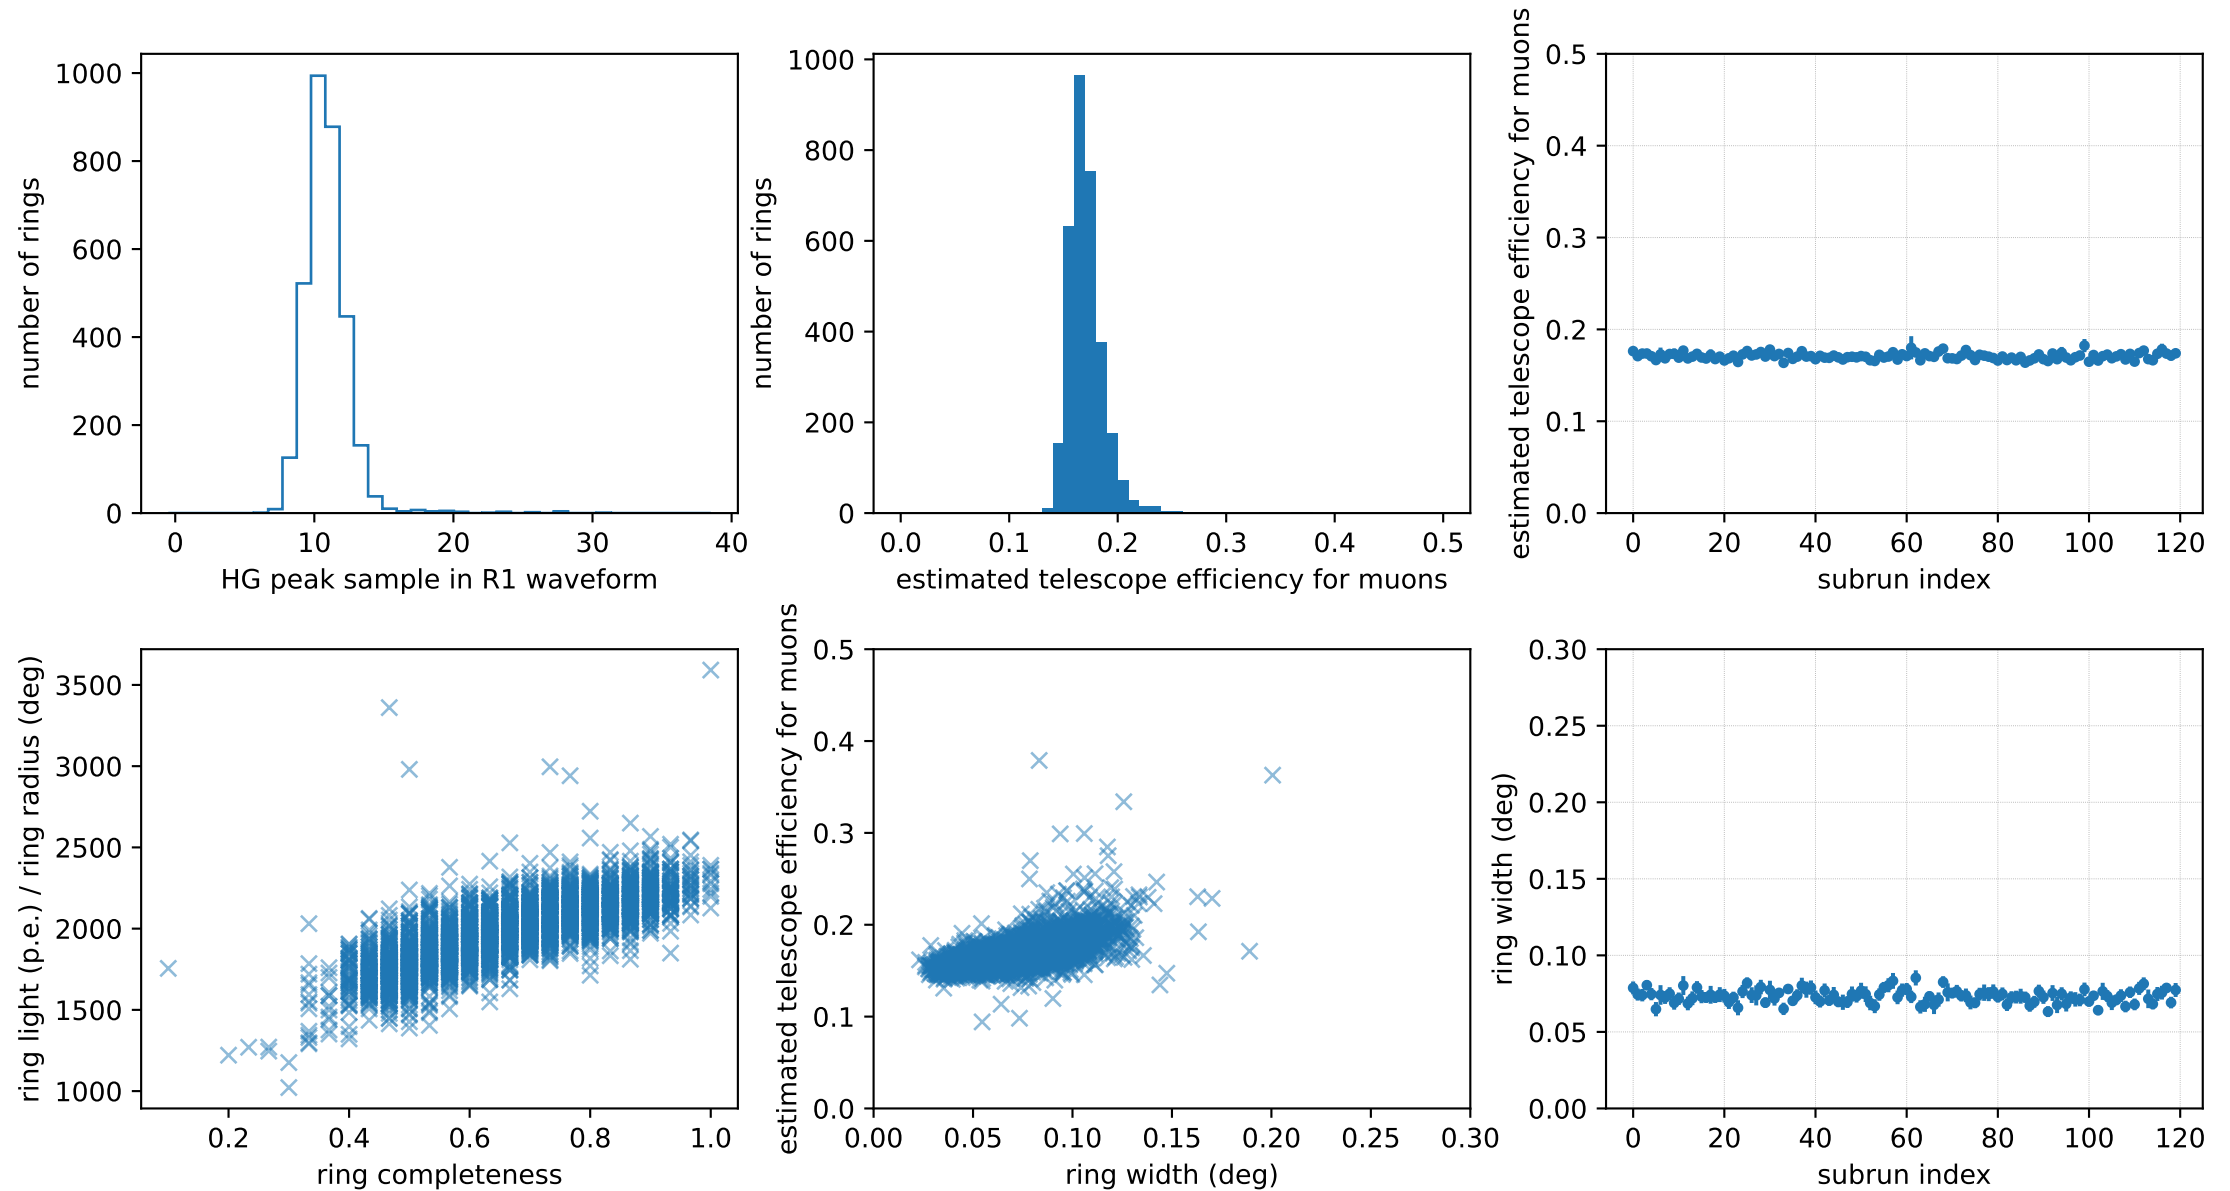 1000
800
600
400
200
0
number of rings
0 10 20 30 40
HG peak sample in R1 waveform
1000
800
600
400
200
0
number of rings
0.0 0.1 0.2 0.3 0.4 0.5
estimated telescope efficiency for muons
0.5
0.4
0.3
0.2
0.1
0.0
estimated telescope efficiency for muons
0 20 40 60 80 100 120
subrun index
3500
3000
2500
2000
1500
1000
ring light (p.e.) / ring radius (deg)
0.2 0.4 0.6 0.8 1.0
ring completeness
0.5
0.4
0.3
0.2
0.1
0.0
estimated telescope efficiency for muons
0.00 0.05 0.10 0.15 0.20 0.25 0.30
ring width (deg)
0.30
0.25
0.20
0.15
0.10
0.05
0.00
ring width (deg)
0 20 40 60 80 100 120
subrun index